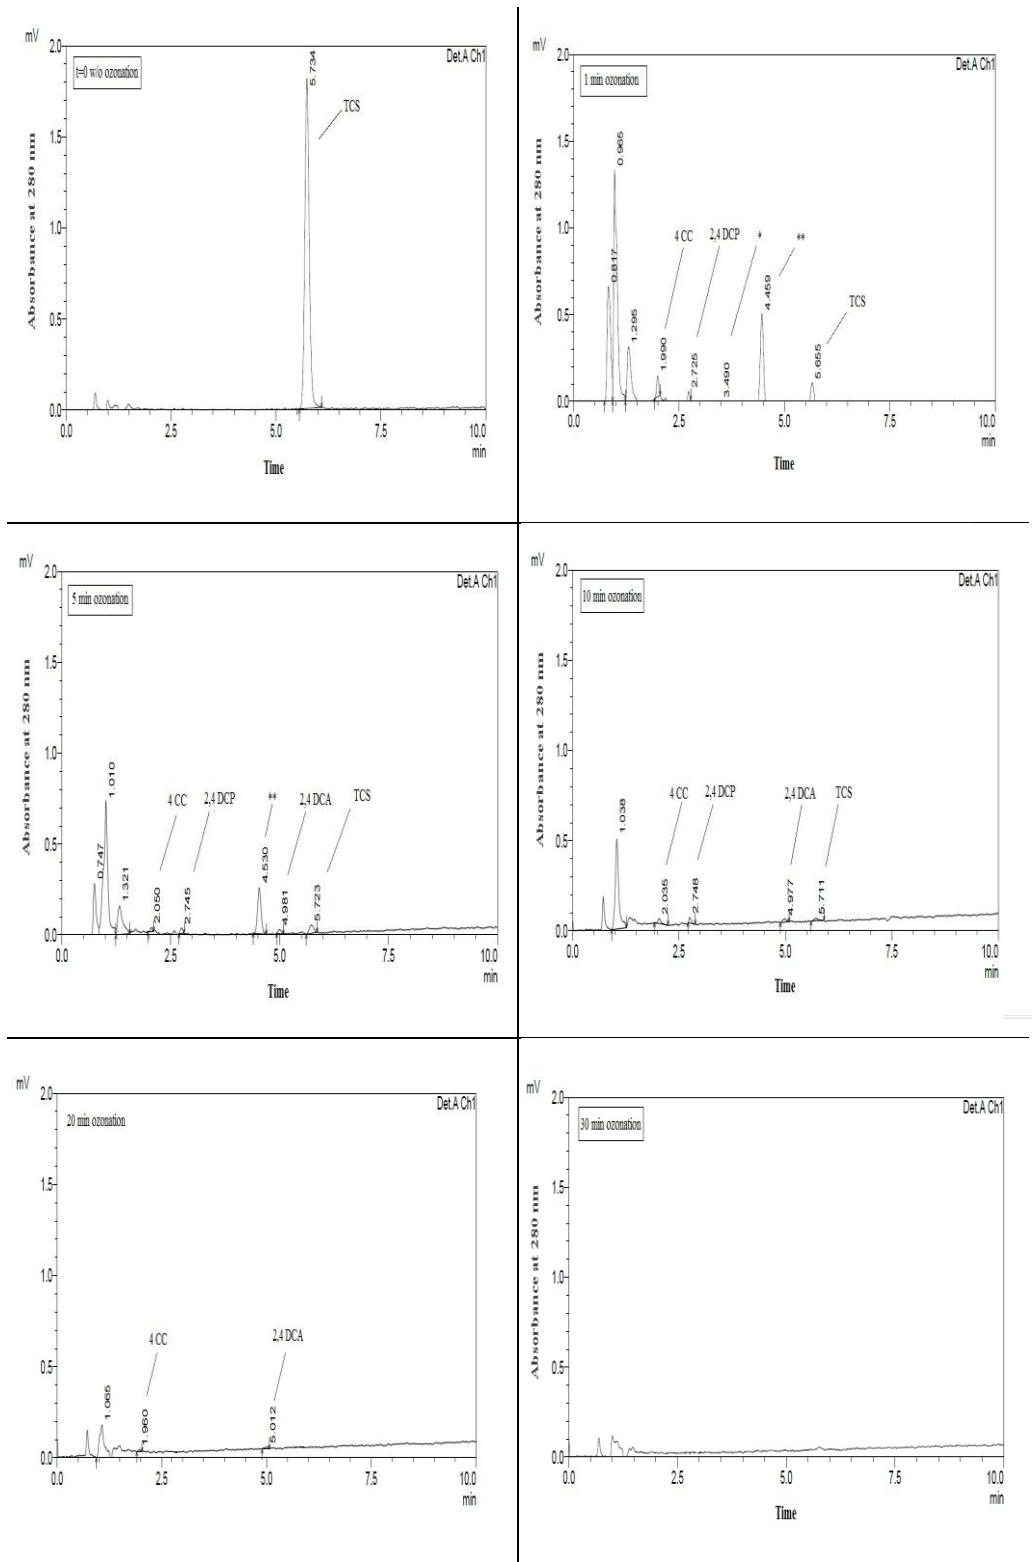 mV
2.0
Det.A Ch1
t=0 w/o ozonation
5.734
TCS
1.5
1.0
0.5
0.0
Absorbance at 280 nm
0.0 2.5 5.0 7.5 10.0
min
Time
mV
2.0
Det.A Ch1
1 min ozonation
1.5
1.0
0.5
0.0
Absorbance at 280 nm
0.817
0.965
1.295
4 CC
1.990
2,4 DCP
2.725
*
3.490
**
4.459
TCS
5.655
0.0 2.5 5.0 7.5 10.0
min
Time
mV
2.0
Det.A Ch1
5 min ozonation
1.5
1.0
0.5
0.0
Absorbance at 280 nm
0.747
1.010
1.321
4 CC
2.050
2,4 DCP
2.745
**
4.530
2,4 DCA
4.981
TCS
5.723
0.0 2.5 5.0 7.5 10.0
min
Time
mV
2.0
Det.A Ch1
10 min ozonation
1.5
1.0
0.5
0.0
Absorbance at 280 nm
1.038
4 CC
2.035
2,4 DCP
2.748
2,4 DCA
4.977
TCS
5.711
0.0 2.5 5.0 7.5 10.0
min
Time
mV
2.0
Det.A Ch1
20 min ozonation
1.5
1.0
0.5
0.0
1.065
4 CC
1.960
2,4 DCA
5.012
0.0 2.5 5.0 7.5 10.0
min
mV
2.0
Det.A Ch1
30 min ozonation
1.5
1.0
0.5
0.0
Absorbance at 280 nm
0.0 2.5 5.0 7.5 10.0
min
Time